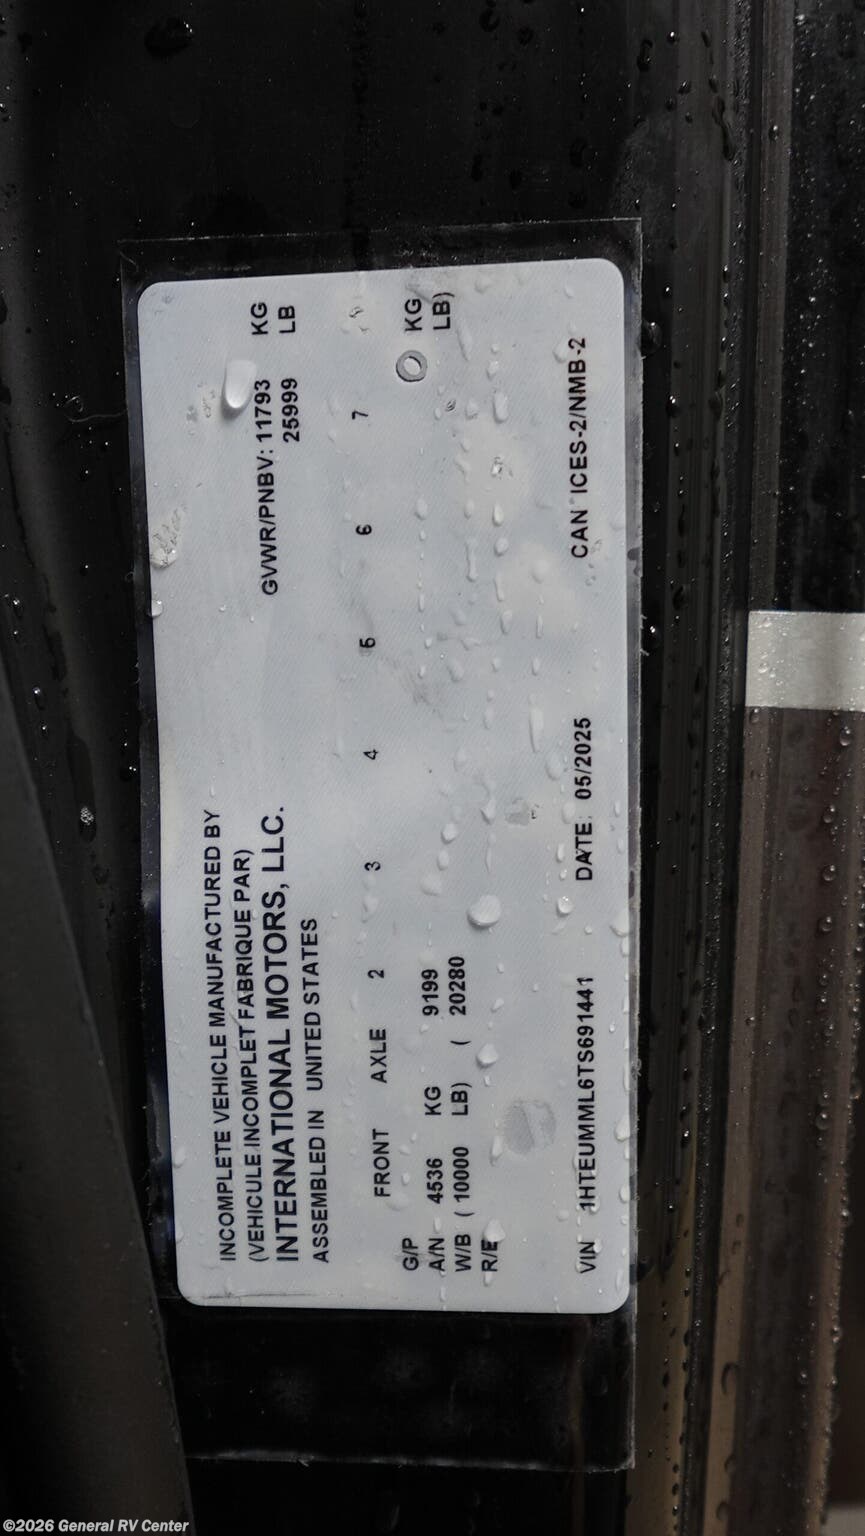 INCOMPLETE VEHICLE MANUFACTURED BY
(VEHICULE INCOMPLET FABRIQUE PAR)
INTERNATIONAL MOTORS, LLC.
ASSEMBLED IN UNITED STATES
GVWR/PNBV: 11793 KG
25999 LB
FRONT AXLE 2 3 4 5 6 7
G/P
A/N 4536 KG 9199 KG
W/B ( 10000 LB) ( 20280 LB)
R/E
VIN 1HTEUMML6TS691441 DATE: 05/2025 CAN ICES-2/NMB-2
©2026 General RV Center